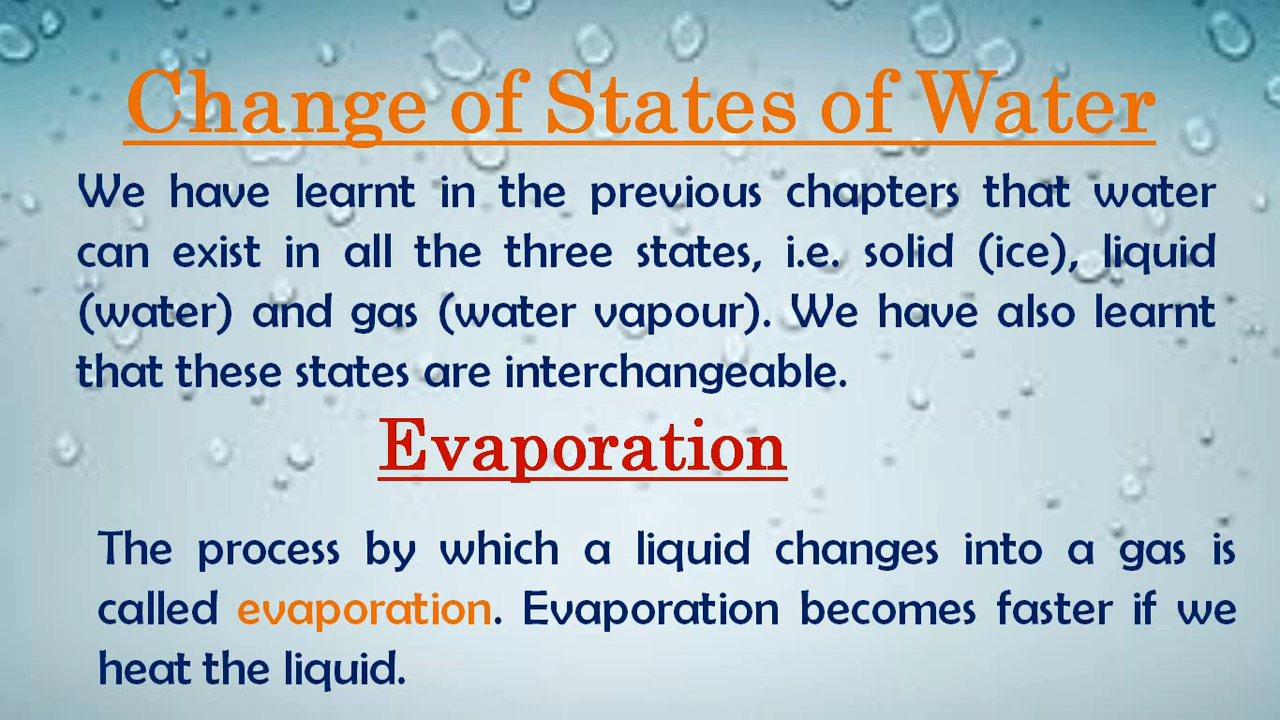 Change of States of Water
We have learnt in the previous chapters that water
can exist in all the three states, i.e. solid (ice), liquid
(water) and gas (water vapour). We have also learnt
that these states are interchangeable.
Evaporation
The process by which a liquid changes into a gas is
called evaporation. Evaporation becomes faster if we
heat the liquid.